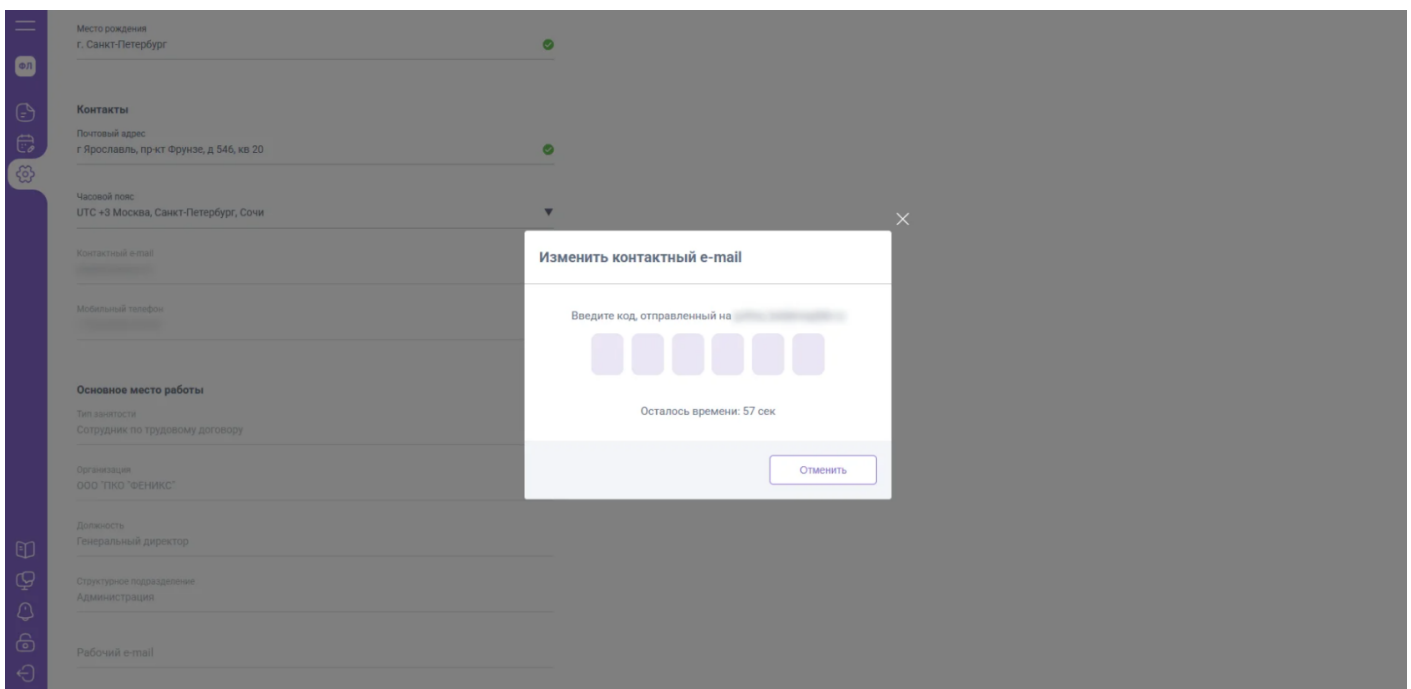 Место рождения
г. Санкт-Петербург
ФЛ
Контакты
Почтовый адрес
г Ярославль, пр-кт Фрунзе, д 546, кв 20
Часовой пояс
UTC +3 Москва, Санкт-Петербург, Сочи
Контактный e-mail
Мобильный телефон
Изменить контактный e-mail
Введите код, отправленный на
Осталось времени: 57 сек
Отменить
Основное место работы
Тип занятости
Сотрудник по трудовому договору
Организация
ООО "ПКО "ФЕНИКС"
Должность
Генеральный директор
Структурное подразделение
Администрация
Рабочий e-mail